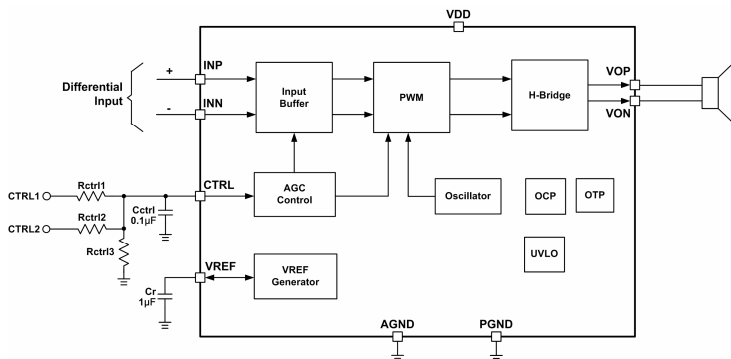 VDD
Differential
Input
+
INP
-
INN
Input
Buffer
PWM
H-Bridge
VOP
VON
CTRL1
Rctrl1
CTRL2
Rctrl2
Rctrl3
Cctrl
0.1µF
CTRL
AGC
Control
Oscillator
OCP
OTP
UVLO
VREF
Cr
1µF
VREF
Generator
AGND
PGND